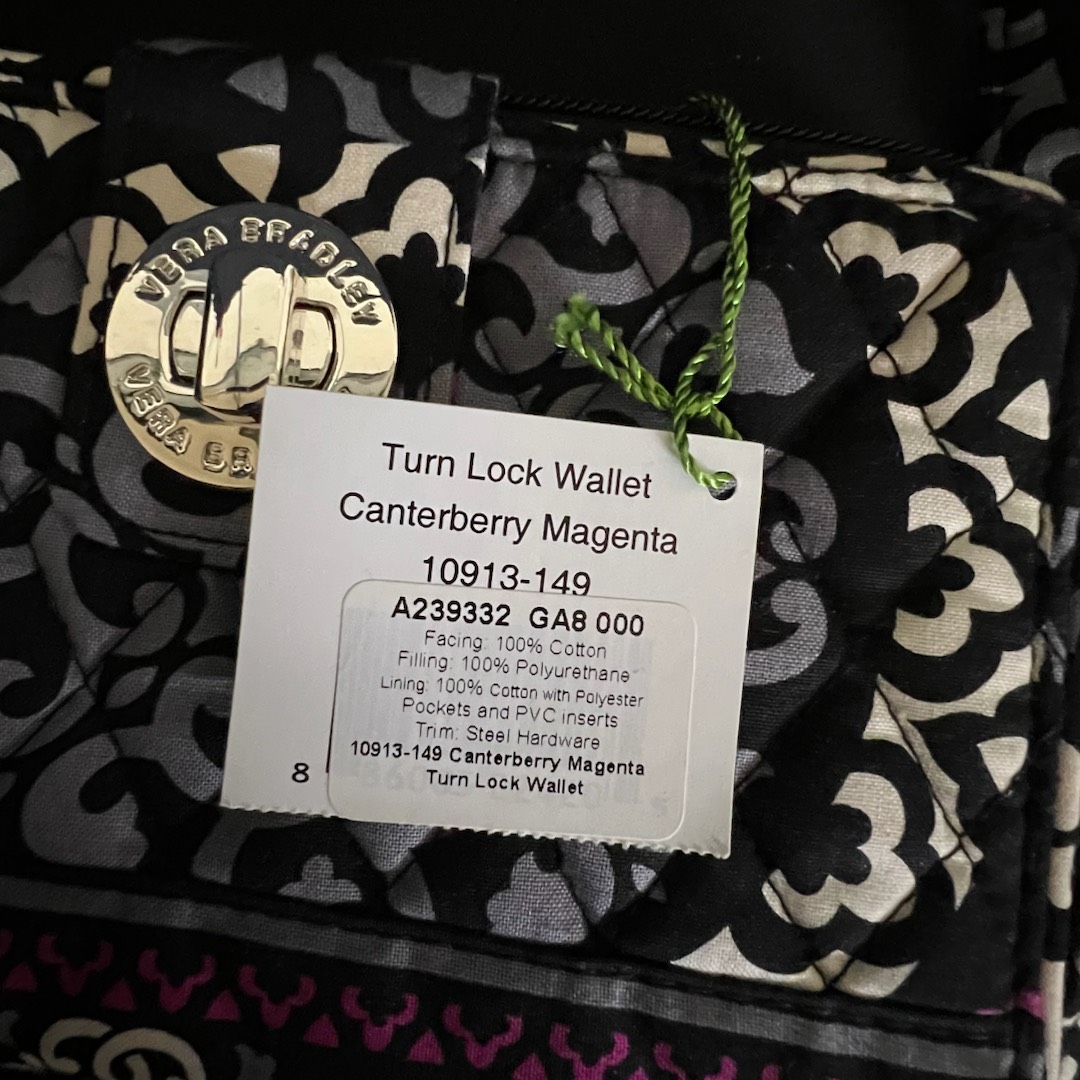 VERA BRADLEY
VERA
Turn Lock Wallet
Canterberry Magenta
10913-149
A239332 GA8 000
Facing: 100% Cotton
Filling: 100% Polyurethane
Lining: 100% Cotton with Polyester
Pockets and PVC inserts
Trim: Steel Hardware
10913-149 Canterberry Magenta
Turn Lock Wallet
8